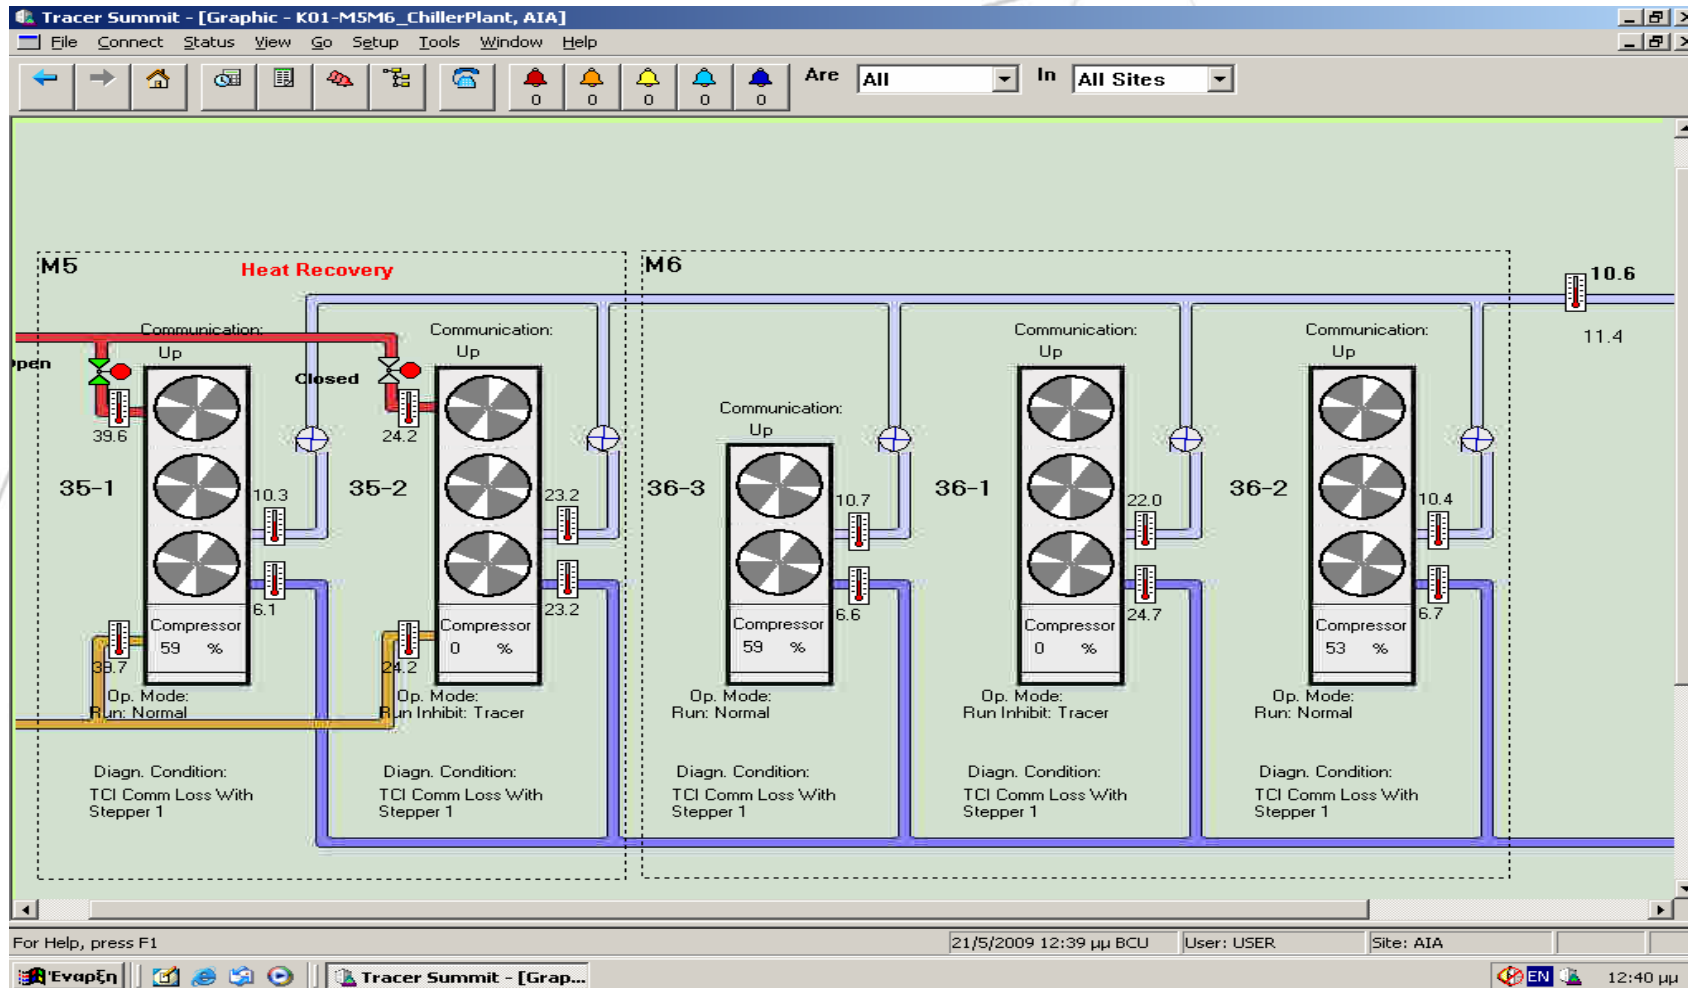 Tracer Summit - [Graphic - K01-M5M6_ChillerPlant, AIA]
File Connect Status View Go Setup Tools Window Help
0 0 0 0 0 Are All In All Sites
M5 Heat Recovery M6 10.6
11.4
Communication: Up
Communication: Up
Communication: Up
Communication: Up
Communication: Up
Closed
39.6 24.2
35-1 10.3 35-2 23.2 36-3 10.7 36-1 22.0 36-2 10.4
6.1 23.2 6.6 24.7 6.7
Compressor 59 %
Compressor 0 %
Compressor 59 %
Compressor 0 %
Compressor 53 %
39.7 24.2
Op. Mode:
Run: Normal
Op. Mode:
Run Inhibit: Tracer
Op. Mode:
Run: Normal
Op. Mode:
Run Inhibit: Tracer
Op. Mode:
Run: Normal
Diagn. Condition:
TCI Comm Loss With
Stepper 1
Diagn. Condition:
TCI Comm Loss With
Stepper 1
Diagn. Condition:
TCI Comm Loss With
Stepper 1
Diagn. Condition:
TCI Comm Loss With
Stepper 1
Diagn. Condition:
TCI Comm Loss With
Stepper 1
For Help, press F1 21/5/2009 12:39 μμ BCU User: USER Site: AIA
Έναρξη Tracer Summit - [Grap... EN 12:40 μμ